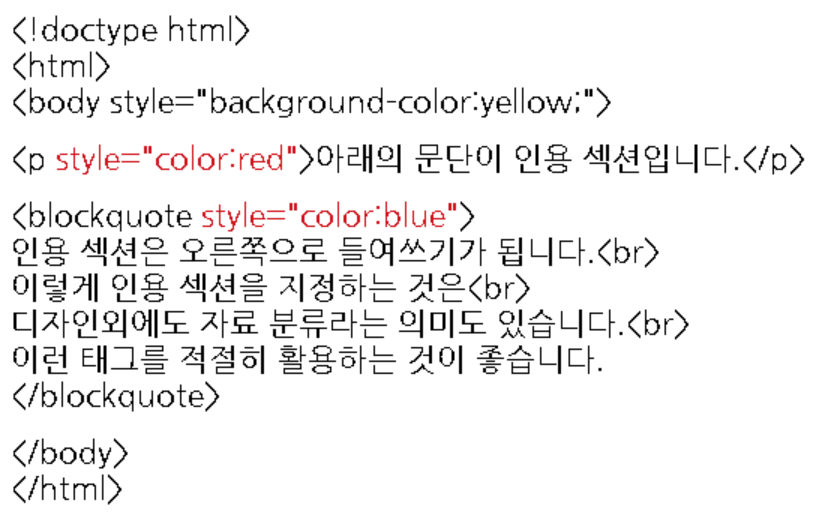 <!doctype html>
<html>
<body style="background-color:yellow;">
<p style="color:red">아래의 문단이 인용 섹션입니다.</p>
<blockquote style="color:blue">
인용 섹션은 오른쪽으로 들여쓰기가 됩니다.<br>
이렇게 인용 섹션을 지정하는 것은<br>
디자인외에도 자료 분류라는 의미도 있습니다.<br>
이런 태그를 적절히 활용하는 것이 좋습니다.
</blockquote>
</body>
</html>